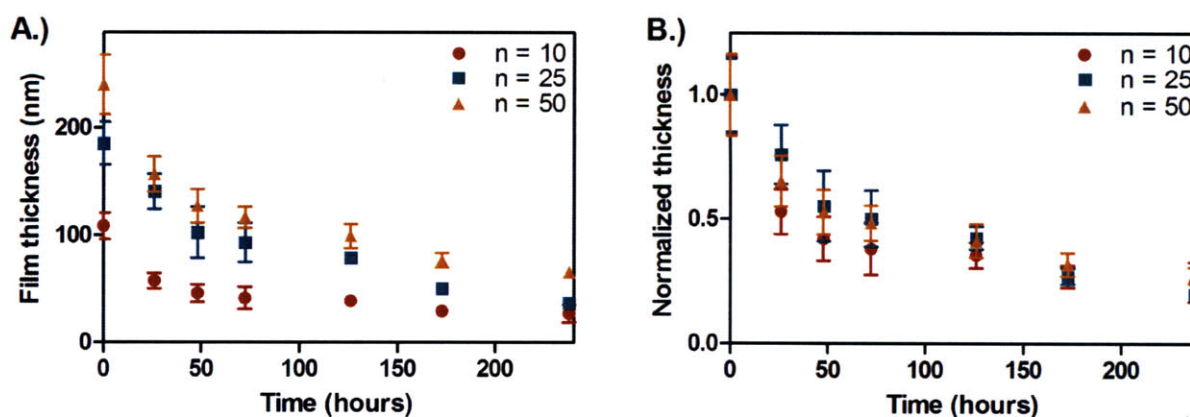 A.)
n = 10
n = 25
n = 50
Film thickness (nm)
200
100
0
0 50 100 150 200
Time (hours)
B.)
n = 10
n = 25
n = 50
Normalized thickness
1.0
0.5
0.0
0 50 100 150 200
Time (hours)